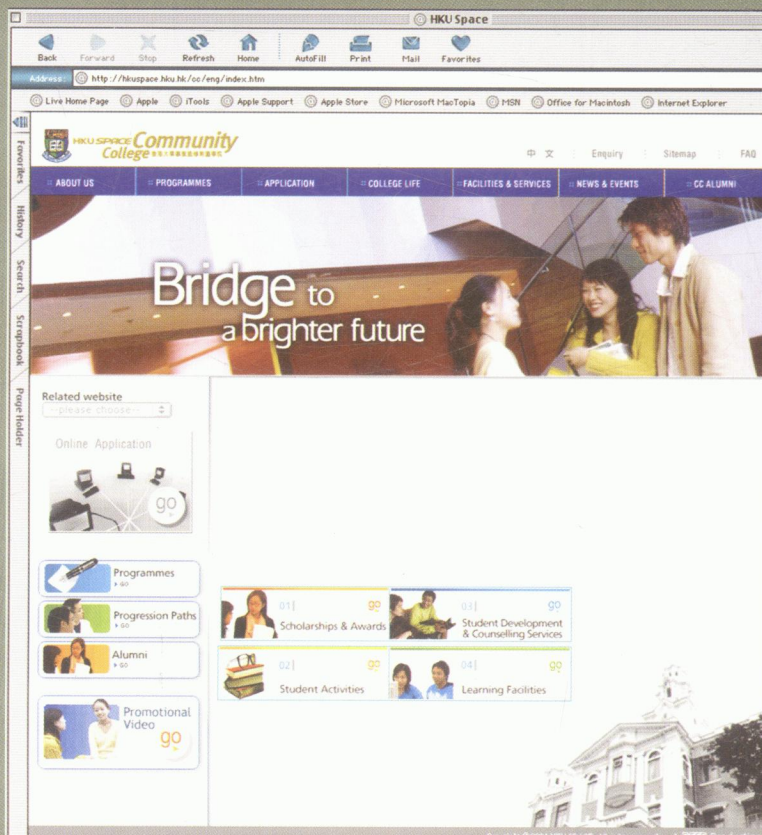 HKU Space
Back
Forward
Stop
Refresh
Home
AutoFill
Print
Mail
Favorites
Address:
http://hkuspace.hku.hk/cc/eng/index.htm
Live Home Page
Apple
iTools
Apple Support
Apple Store
Microsoft MacTopia
MSN
Office for Macintosh
Internet Explorer
Favorites
History
Search
Scrapbook
Page Holder
HKU SPACE Community
College
中 文
Enquiry
Sitemap
FAQ
ABOUT US
PROGRAMMES
APPLICATION
COLLEGE LIFE
FACILITIES & SERVICES
NEWS & EVENTS
CC ALUMNI
Bridge to
a brighter future
Related website
--please choose--
Online Application
go
Programmes
GO
Progression Paths
GO
Alumni
GO
Promotional
Video
go
01|
go
Scholarships & Awards
03|
go
Student Development
& Counselling Services
02|
go
Student Activities
04|
go
Learning Facilities